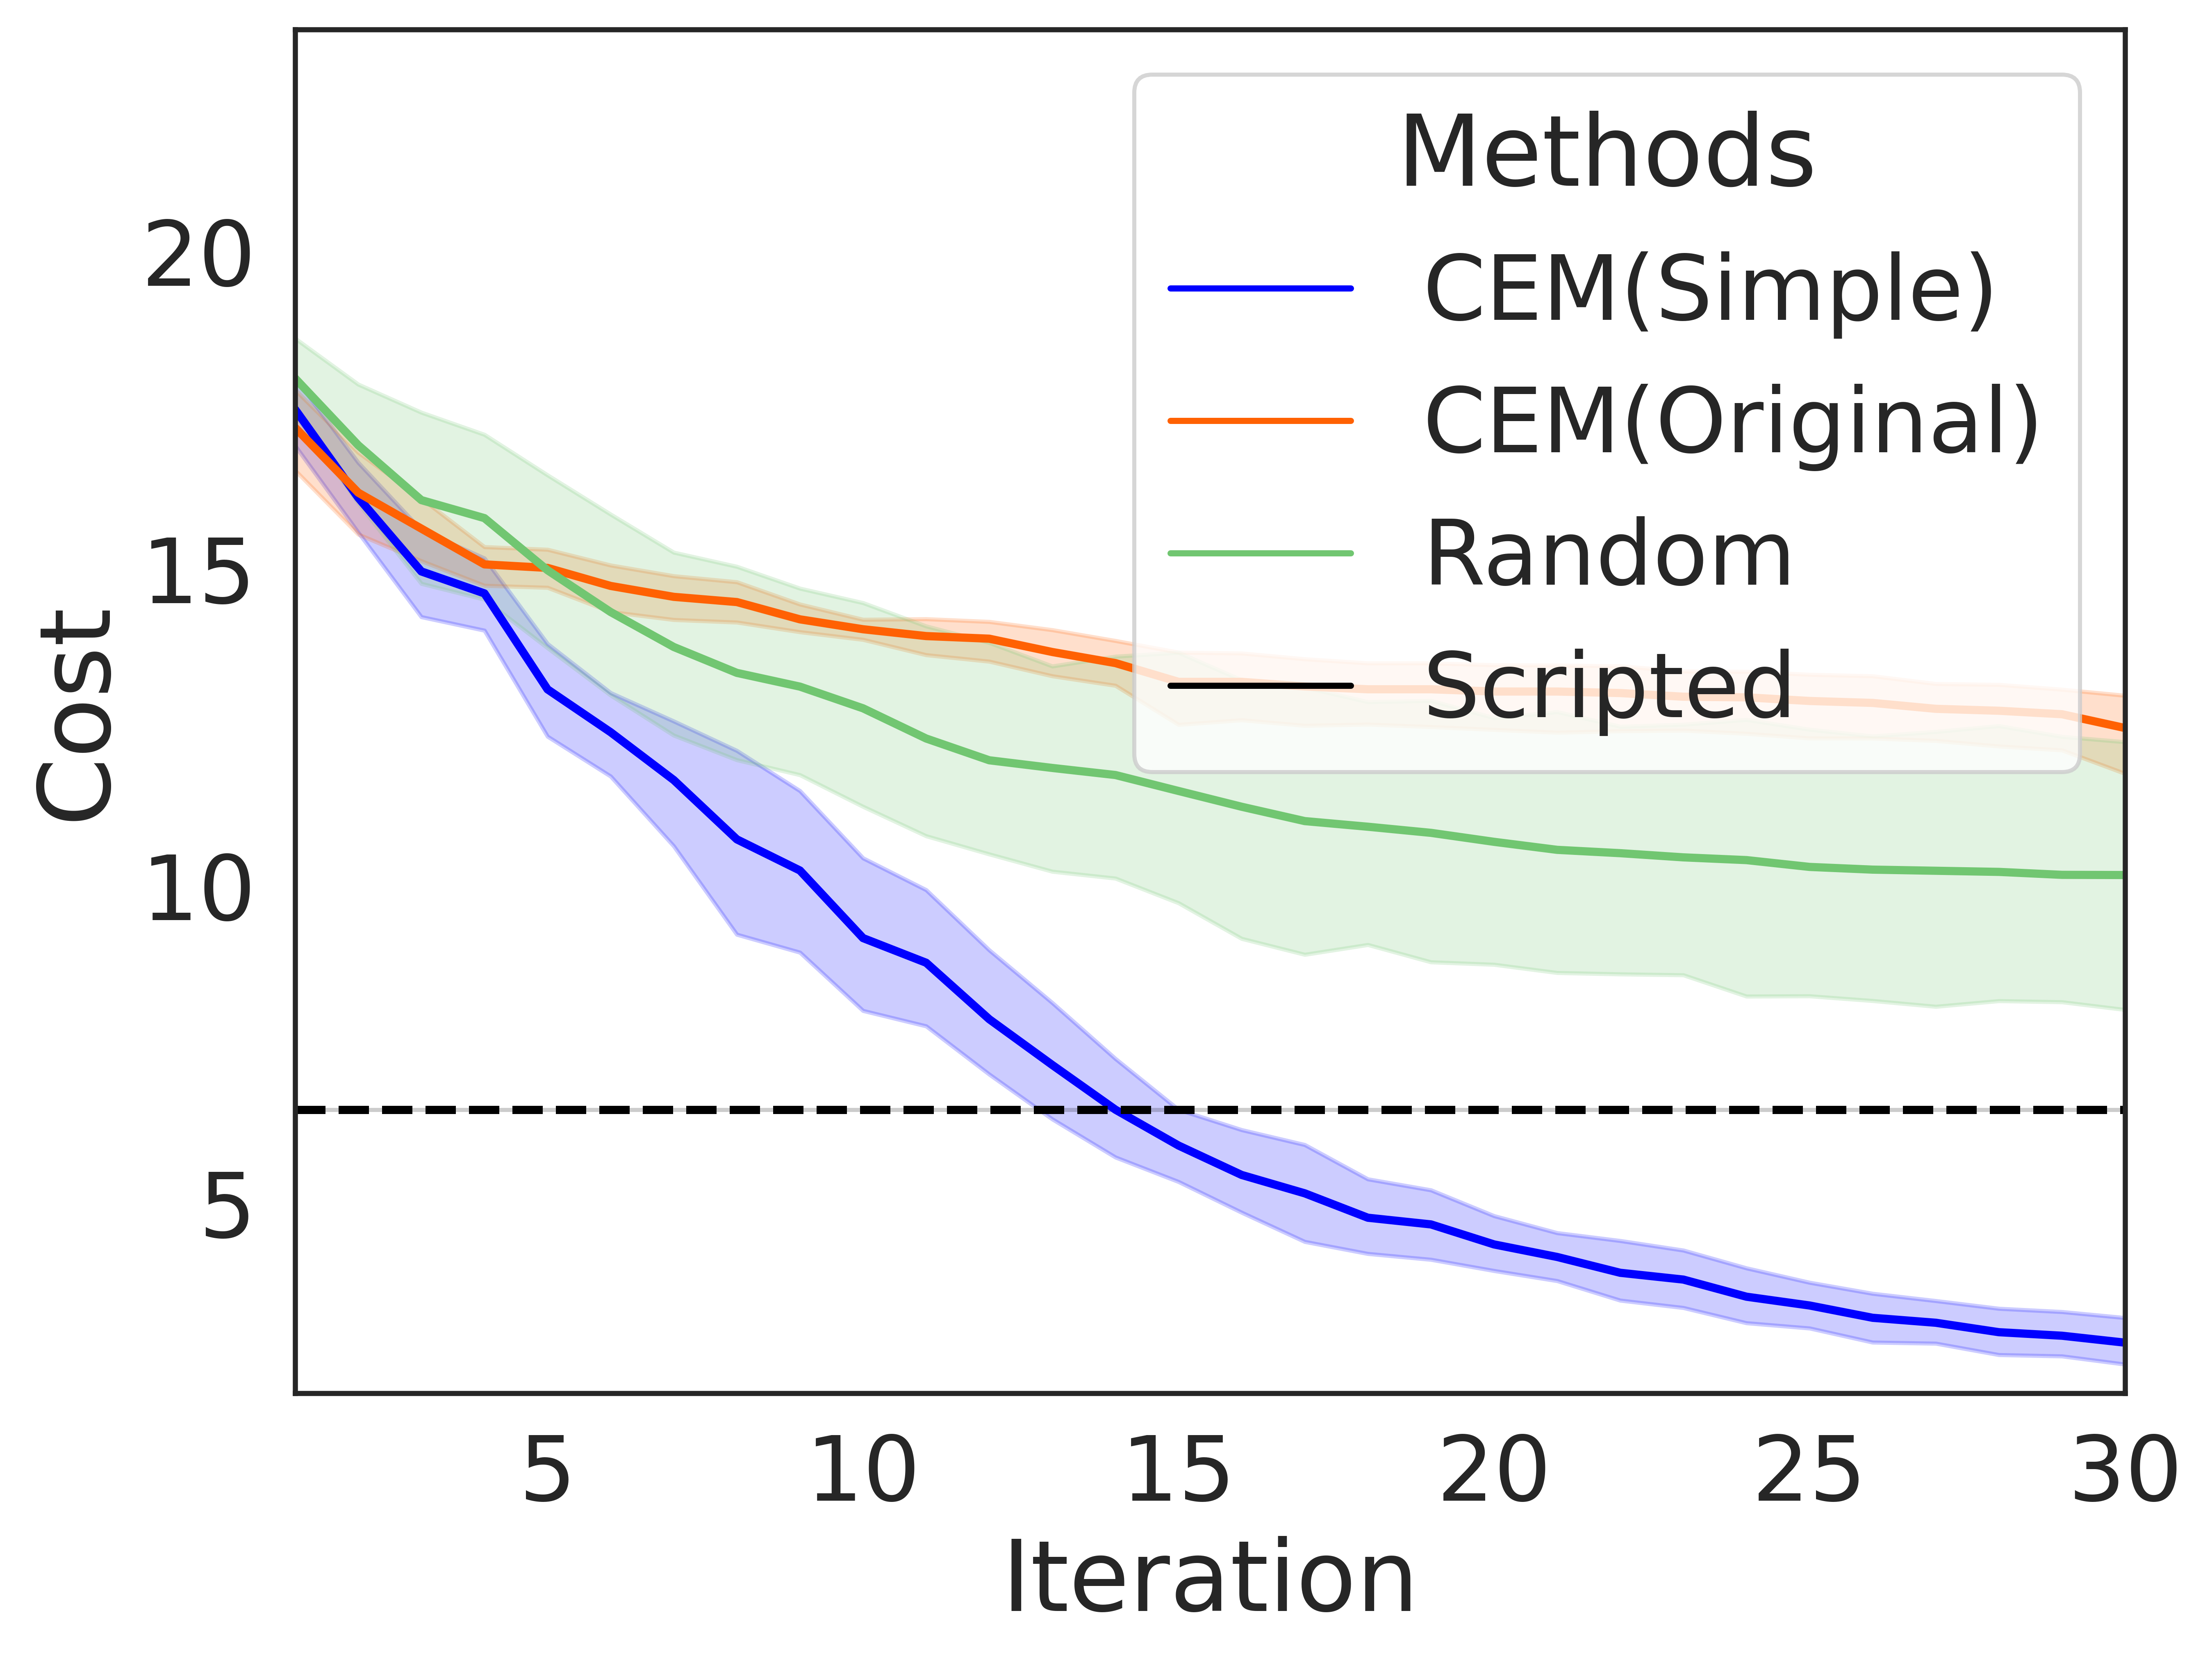 Methods
CEM(Simple)
CEM(Original)
Random
Scripted
Cost
20
15
10
5
5 10 15 20 25 30
Iteration